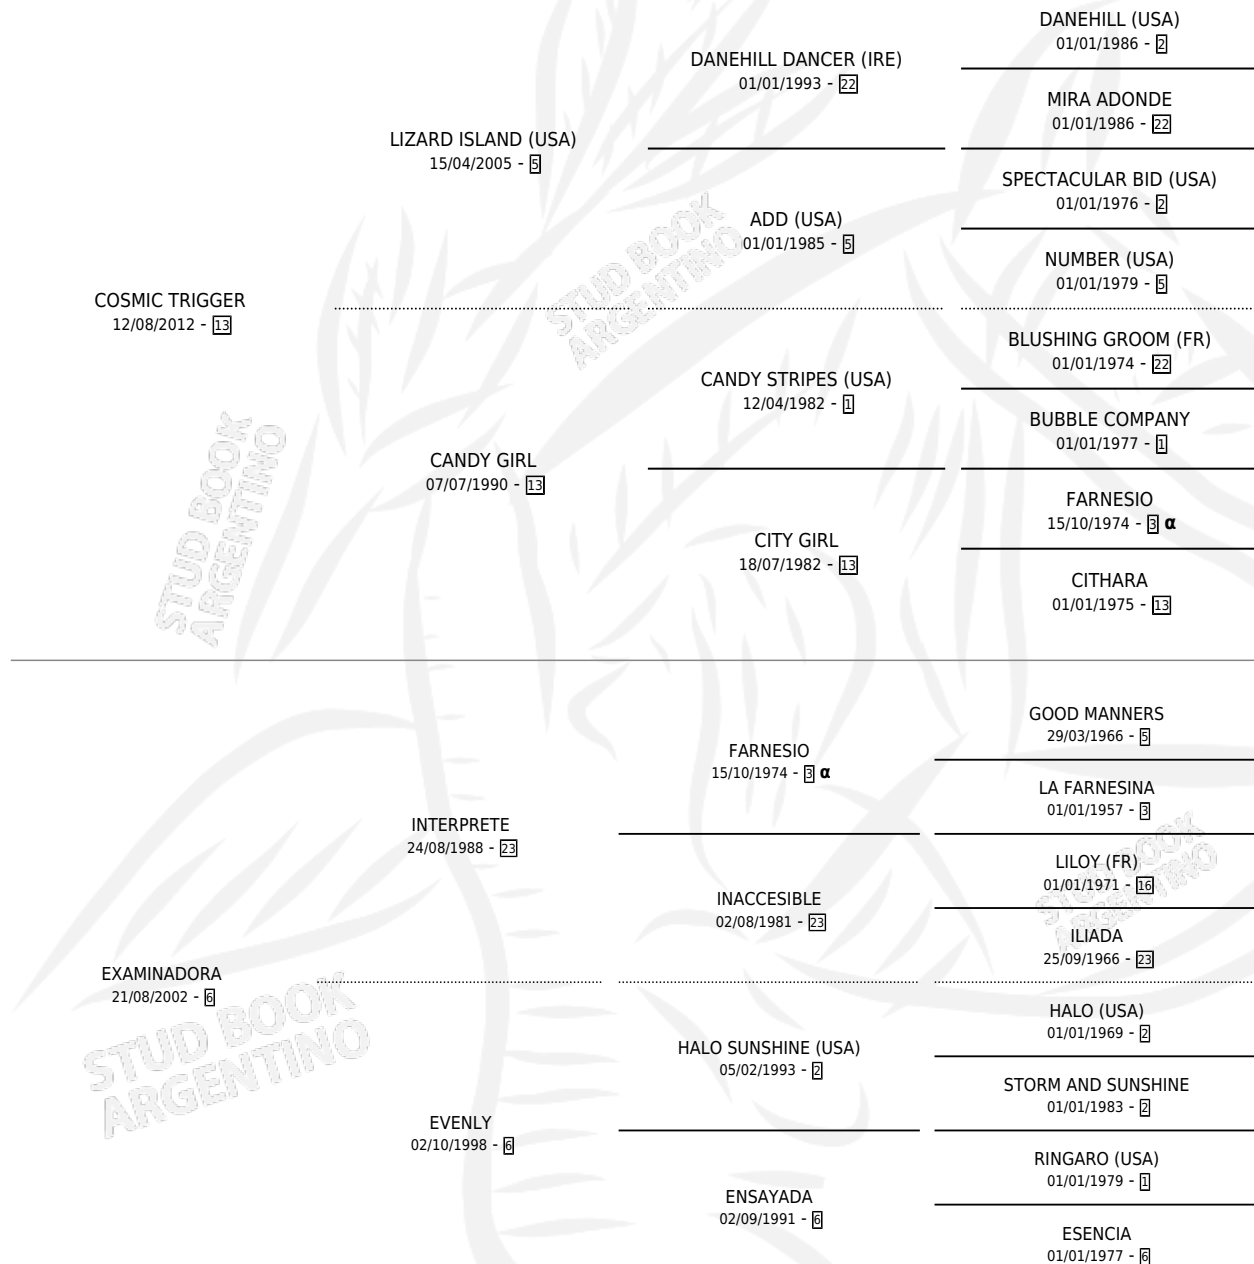 DANEHILL (USA)
01/01/1986 - 2
DANEHILL DANCER (IRE)
01/01/1993 - 22
MIRA ADONDE
01/01/1986 - 22
LIZARD ISLAND (USA)
15/04/2005 - 5
SPECTACULAR BID (USA)
01/01/1976 - 2
ADD (USA)
01/01/1985 - 5
NUMBER (USA)
01/01/1979 - 5
COSMIC TRIGGER
12/08/2012 - 13
BLUSHING GROOM (FR)
01/01/1974 - 22
CANDY STRIPES (USA)
12/04/1982 - 1
BUBBLE COMPANY
01/01/1977 - 1
CANDY GIRL
07/07/1990 - 13
FARNESIO
15/10/1974 - 3 α
CITY GIRL
18/07/1982 - 13
CITHARA
01/01/1975 - 13
GOOD MANNERS
29/03/1966 - 5
FARNESIO
15/10/1974 - 3 α
LA FARNESINA
01/01/1957 - 3
INTERPRETE
24/08/1988 - 23
LILOY (FR)
01/01/1971 - 16
INACCESIBLE
02/08/1981 - 23
ILIADA
25/09/1966 - 23
EXAMINADORA
21/08/2002 - 6
HALO (USA)
01/01/1969 - 2
HALO SUNSHINE (USA)
05/02/1993 - 2
STORM AND SUNSHINE
01/01/1983 - 2
EVENLY
02/10/1998 - 6
RINGARO (USA)
01/01/1979 - 1
ENSAYADA
02/09/1991 - 6
ESENCIA
01/01/1977 - 6
STUD BOOK
ARGENTINO
STUD BOOK
ARGENTINO
STUD BOOK
ARGENTINO
STUD BOOK
ARGENTINO